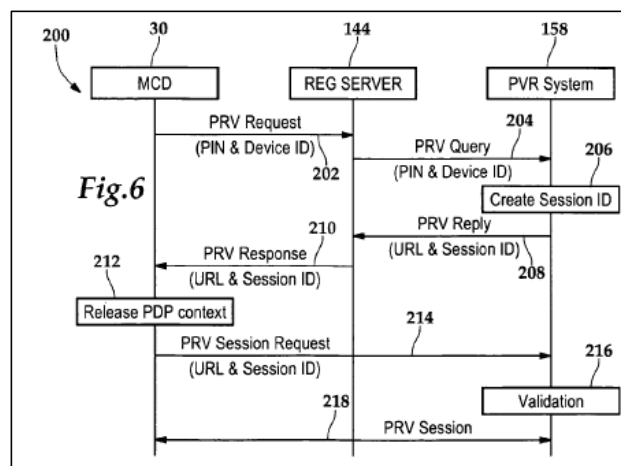 200
30
144
158
MCD
REG SERVER
PVR System
PRV Request
(PIN & Device ID)
202
PRV Query
204
(PIN & Device ID)
206
Fig.6
Create Session ID
PRV Reply
(URL & Session ID)
208
PRV Response
210
(URL & Session ID)
212
Release PDP context
PRV Session Request
214
(URL & Session ID)
216
Validation
218
PRV Session